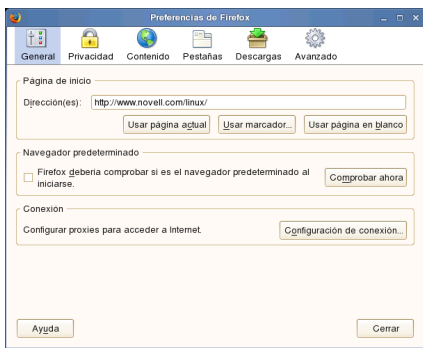 Preferencias de Firefox
General Privacidad Contenido Pestañas Descargas Avanzado
Página de inicio
Dirección(es): http://www.novell.com/linux/
Usar página actual Usar marcador... Usar página en blanco
Navegador predeterminado
Firefox debería comprobar si es el navegador predeterminado al
iniciarse.
Comprobar ahora
Conexión
Configurar proxies para acceder a Internet. Configuración de conexión...
Ayuda Cerrar